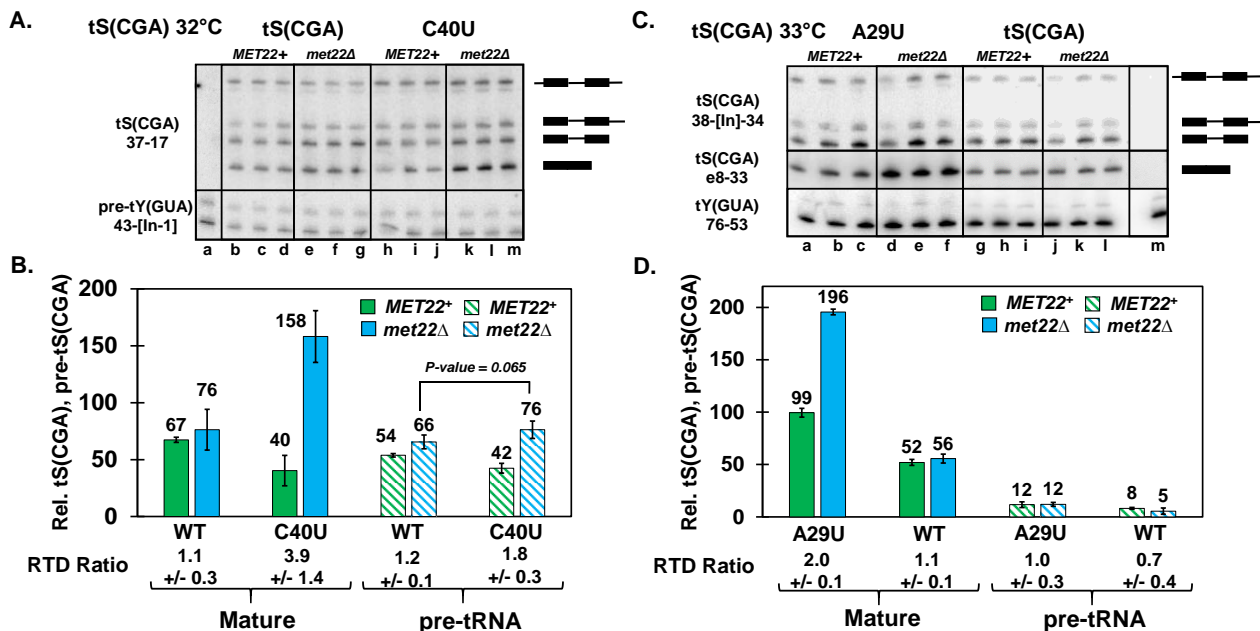 A.
tS(CGA) 32°C
tS(CGA)
C40U
MET22+
met22Δ
MET22+
met22Δ
tS(CGA)
37-17
pre-tY(GUA)
43-[In-1]
a b c d e f g h i j k l m
B.
Rel. tS(CGA), pre-tS(CGA)
200
150
100
50
0
MET22+
MET22+
met22Δ
met22Δ
P-value = 0.065
67
76
40
158
54
66
42
76
WT
C40U
WT
C40U
RTD Ratio
1.1
+/- 0.3
3.9
+/- 1.4
1.2
+/- 0.1
1.8
+/- 0.3
Mature
pre-tRNA
C.
tS(CGA) 33°C
A29U
tS(CGA)
MET22+
met22Δ
MET22+
met22Δ
tS(CGA)
38-[In]-34
tS(CGA)
e8-33
tY(GUA)
76-53
a b c d e f g h i j k l m
D.
Rel. tS(CGA), pre-tS(CGA)
200
150
100
50
0
MET22+
MET22+
met22Δ
met22Δ
99
196
52
56
12
12
8
5
A29U
WT
A29U
WT
RTD Ratio
2.0
+/- 0.1
1.1
+/- 0.1
1.0
+/- 0.3
0.7
+/- 0.4
Mature
pre-tRNA